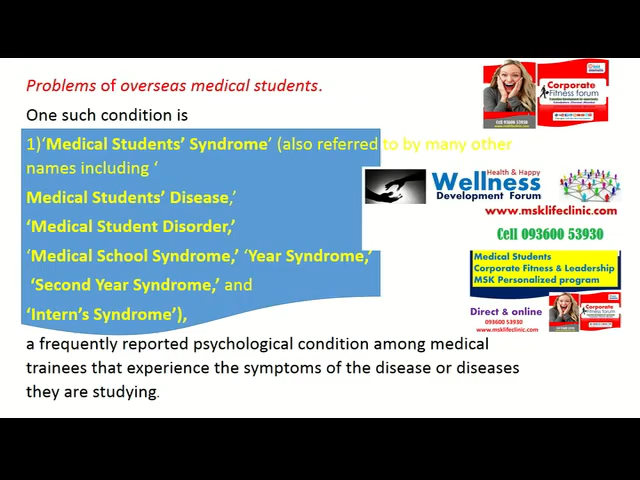 Problems of overseas medical students.
One such condition is
1)‘Medical Students’ Syndrome’ (also referred to by many other
names including ‘
Medical Students’ Disease,’
‘Medical Student Disorder,’
‘Medical School Syndrome,’ ‘Year Syndrome,’
‘Second Year Syndrome,’ and
‘Intern’s Syndrome’),
a frequently reported psychological condition among medical
trainees that experience the symptoms of the disease or diseases
they are studying.
Corporate
Fitness forum
Cell 93600 53930
Health & Happy
Wellness
Development Forum
www.msklifeclinic.com
Cell 093600 53930
Medical Students
Corporate Fitness & Leadership
MSK Personalized program
Direct & online
093600 53930
www.msklifeclinic.com
Corporate
Fitness forum